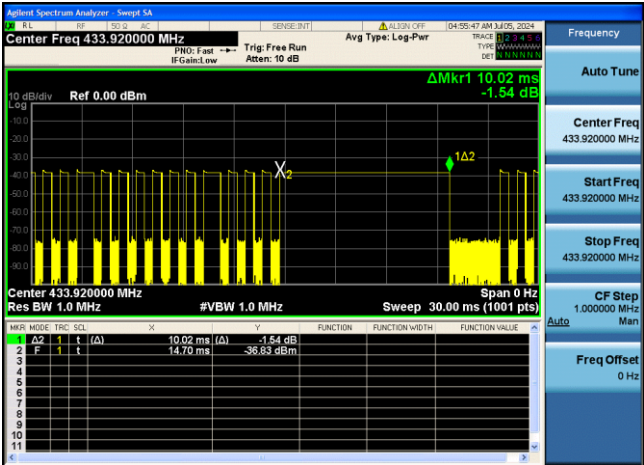 Agilent Spectrum Analyzer - Swept SA
RL RF 50 Ω AC SENSE:INT ALIGN OFF 04:55:47 AM Jul 05, 2024
Center Freq 433.920000 MHz
PNO: Fast
IFGain:Low
Trig: Free Run
Atten: 10 dB
Avg Type: Log-Pwr
TRACE 1 2 3 4 5 6
TYPE WWWWWW
DET N N N N N N
ΔMkr1 10.02 ms
-1.54 dB
10 dB/div Ref 0.00 dBm
Log
-10.0
-20.0
-30.0
-40.0
-50.0
-60.0
-70.0
-80.0
-90.0
X2
1Δ2
Center 433.920000 MHz Span 0 Hz
Res BW 1.0 MHz #VBW 1.0 MHz Sweep 30.00 ms (1001 pts)
MKR MODE TRC SCL X Y FUNCTION FUNCTION WIDTH FUNCTION VALUE
1 Δ2 1 t (Δ) 10.02 ms (Δ) -1.54 dB
2 F 1 t 14.70 ms -36.83 dBm
3
4
5
6
7
8
9
10
11
Frequency
Auto Tune
Center Freq
433.920000 MHz
Start Freq
433.920000 MHz
Stop Freq
433.920000 MHz
CF Step
1.000000 MHz
Auto Man
Freq Offset
0 Hz